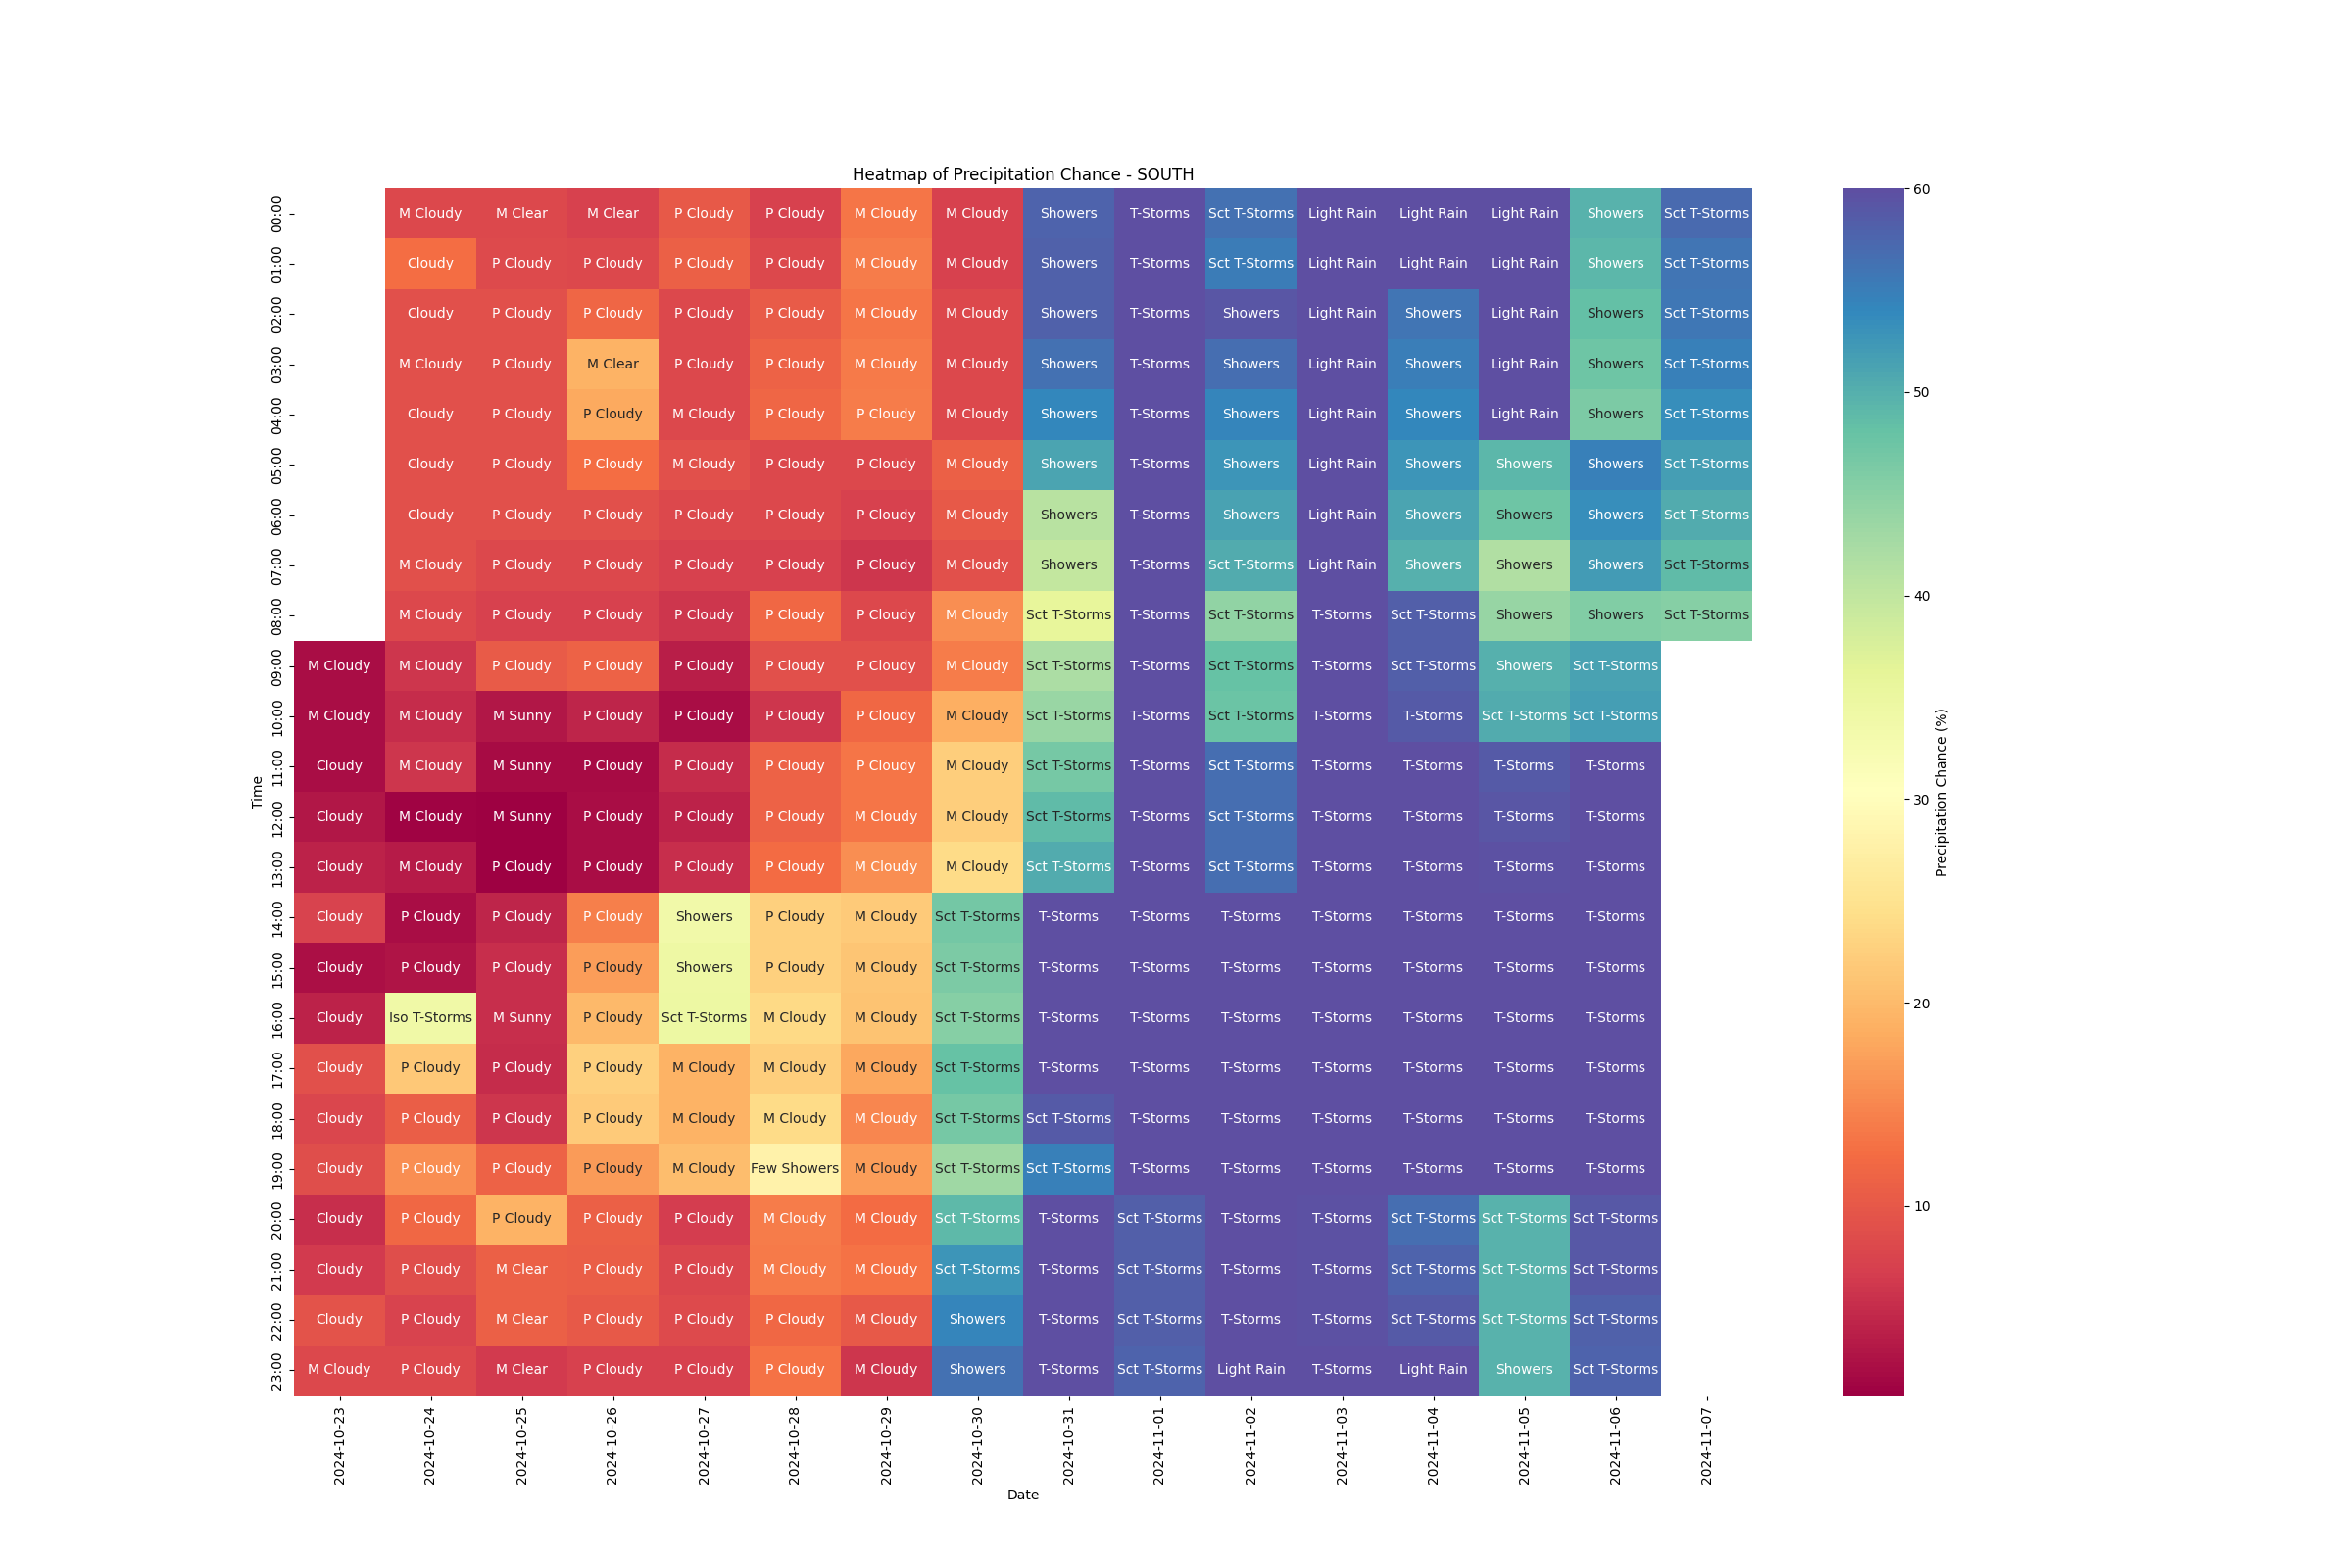 Heatmap of Precipitation Chance - SOUTH
00:00 M Cloudy M Clear M Clear P Cloudy P Cloudy M Cloudy M Cloudy Showers T-Storms Sct T-Storms Light Rain Light Rain Light Rain Showers Sct T-Storms
01:00 Cloudy P Cloudy P Cloudy P Cloudy P Cloudy M Cloudy M Cloudy Showers T-Storms Sct T-Storms Light Rain Light Rain Light Rain Showers Sct T-Storms
02:00 Cloudy P Cloudy P Cloudy P Cloudy P Cloudy M Cloudy M Cloudy Showers T-Storms Showers Light Rain Showers Light Rain Showers Sct T-Storms
03:00 M Cloudy P Cloudy M Clear P Cloudy P Cloudy M Cloudy M Cloudy Showers T-Storms Showers Light Rain Showers Light Rain Showers Sct T-Storms
04:00 Cloudy P Cloudy P Cloudy M Cloudy P Cloudy P Cloudy M Cloudy Showers T-Storms Showers Light Rain Showers Light Rain Showers Sct T-Storms
05:00 Cloudy P Cloudy P Cloudy M Cloudy P Cloudy P Cloudy M Cloudy Showers T-Storms Showers Light Rain Showers Showers Showers Sct T-Storms
06:00 Cloudy P Cloudy P Cloudy P Cloudy P Cloudy P Cloudy M Cloudy Showers T-Storms Showers Light Rain Showers Showers Showers Sct T-Storms
07:00 M Cloudy P Cloudy P Cloudy P Cloudy P Cloudy P Cloudy M Cloudy Showers T-Storms Sct T-Storms Light Rain Showers Showers Showers Sct T-Storms
08:00 M Cloudy P Cloudy P Cloudy P Cloudy P Cloudy P Cloudy M Cloudy Sct T-Storms T-Storms Sct T-Storms T-Storms Sct T-Storms Showers Showers Sct T-Storms
09:00 M Cloudy M Cloudy P Cloudy P Cloudy P Cloudy P Cloudy P Cloudy M Cloudy Sct T-Storms T-Storms Sct T-Storms T-Storms Sct T-Storms Showers Sct T-Storms
10:00 M Cloudy M Cloudy M Sunny P Cloudy P Cloudy P Cloudy P Cloudy M Cloudy Sct T-Storms T-Storms Sct T-Storms T-Storms T-Storms Sct T-Storms Sct T-Storms
11:00 Cloudy M Cloudy M Sunny P Cloudy P Cloudy P Cloudy P Cloudy M Cloudy Sct T-Storms T-Storms Sct T-Storms T-Storms T-Storms T-Storms T-Storms
12:00 Cloudy M Cloudy M Sunny P Cloudy P Cloudy P Cloudy M Cloudy M Cloudy Sct T-Storms T-Storms Sct T-Storms T-Storms T-Storms T-Storms T-Storms
13:00 Cloudy M Cloudy P Cloudy P Cloudy P Cloudy P Cloudy M Cloudy M Cloudy Sct T-Storms T-Storms Sct T-Storms T-Storms T-Storms T-Storms T-Storms
14:00 Cloudy P Cloudy P Cloudy P Cloudy Showers P Cloudy M Cloudy Sct T-Storms T-Storms T-Storms T-Storms T-Storms T-Storms T-Storms T-Storms
15:00 Cloudy P Cloudy P Cloudy P Cloudy Showers P Cloudy M Cloudy Sct T-Storms T-Storms T-Storms T-Storms T-Storms T-Storms T-Storms T-Storms
16:00 Cloudy Iso T-Storms M Sunny P Cloudy Sct T-Storms M Cloudy M Cloudy Sct T-Storms T-Storms T-Storms T-Storms T-Storms T-Storms T-Storms T-Storms
17:00 Cloudy P Cloudy P Cloudy P Cloudy M Cloudy M Cloudy M Cloudy Sct T-Storms T-Storms T-Storms T-Storms T-Storms T-Storms T-Storms T-Storms
18:00 Cloudy P Cloudy P Cloudy P Cloudy M Cloudy M Cloudy M Cloudy Sct T-Storms Sct T-Storms T-Storms T-Storms T-Storms T-Storms T-Storms T-Storms
19:00 Cloudy P Cloudy P Cloudy P Cloudy M Cloudy Few Showers M Cloudy Sct T-Storms Sct T-Storms T-Storms T-Storms T-Storms T-Storms T-Storms T-Storms
20:00 Cloudy P Cloudy P Cloudy P Cloudy P Cloudy M Cloudy M Cloudy Sct T-Storms T-Storms Sct T-Storms T-Storms T-Storms Sct T-Storms Sct T-Storms Sct T-Storms
21:00 Cloudy P Cloudy M Clear P Cloudy P Cloudy M Cloudy M Cloudy Sct T-Storms T-Storms Sct T-Storms T-Storms T-Storms Sct T-Storms Sct T-Storms Sct T-Storms
22:00 Cloudy P Cloudy M Clear P Cloudy P Cloudy P Cloudy M Cloudy Showers T-Storms Sct T-Storms T-Storms T-Storms Sct T-Storms Sct T-Storms Sct T-Storms
23:00 M Cloudy P Cloudy M Clear P Cloudy P Cloudy P Cloudy M Cloudy Showers T-Storms Sct T-Storms Light Rain T-Storms Light Rain Showers Sct T-Storms
Time
2024-10-23 2024-10-24 2024-10-25 2024-10-26 2024-10-27 2024-10-28 2024-10-29 2024-10-30 2024-10-31 2024-11-01 2024-11-02 2024-11-03 2024-11-04 2024-11-05 2024-11-06 2024-11-07
Date
60
50
40
30
20
10
Precipitation Chance (%)